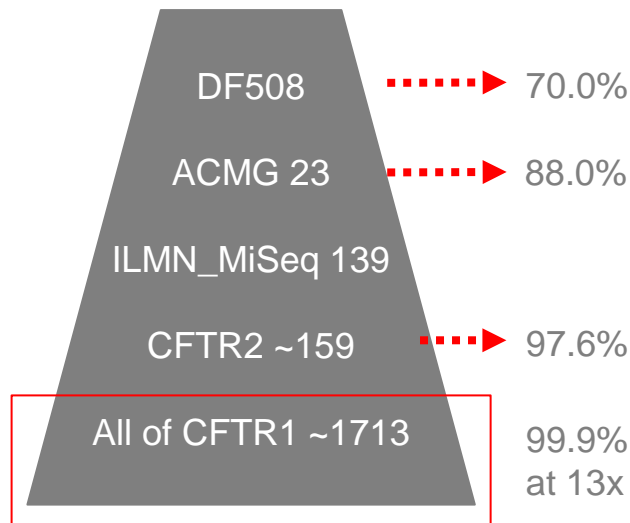 DF508
70.0%
ACMG 23
88.0%
ILMN_MiSeq 139
CFTR2 ~159
97.6%
All of CFTR1 ~1713
99.9%
at 13x